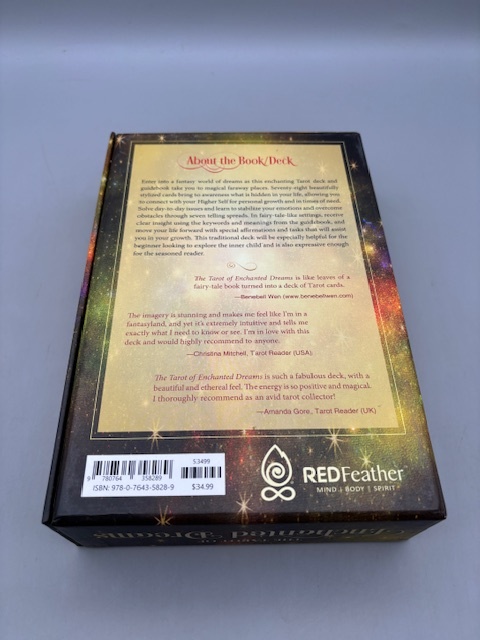 About the Book/Deck
Enter into a fantasy world of dreams as this enchanting Tarot deck and
guidebook take you to magical faraway places. Seventy-eight beautifully
stylized cards bring to awareness what is hidden in your life, allowing you
to connect with your Higher Self for personal growth and in times of need.
Solve day-to-day issues and learn to stabilize your emotions and overcome
obstacles through seven telling spreads. In fairy-tale-like settings, receive
clear insight using the keywords and meanings from the guidebook, and
move your life forward with special affirmations and tasks that will assist
you in your growth. This traditional deck will be especially helpful for the
beginner looking to explore the inner child and is also expressive enough
for the seasoned reader.
The Tarot of Enchanted Dreams is like leaves of a
fairy-tale book turned into a deck of Tarot cards.
—Benebell Wen (www.benebellwen.com)
The imagery is stunning and makes me feel like I'm in a
fantasyland, and yet it's extremely intuitive and tells me
exactly what I need to know or see. I'm in love with this
deck and would highly recommend to anyone.
—Christina Mitchell, Tarot Reader (USA)
The Tarot of Enchanted Dreams is such a fabulous deck, with a
beautiful and ethereal feel. The energy is so positive and magical.
I thoroughly recommend as an avid tarot collector!
—Amanda Gore, Tarot Reader (UK)
53499
9 780764 358289
ISBN: 978-0-7643-5828-9
$34.99
REDFeather
MIND | BODY | SPIRIT
Enchanted Dreams